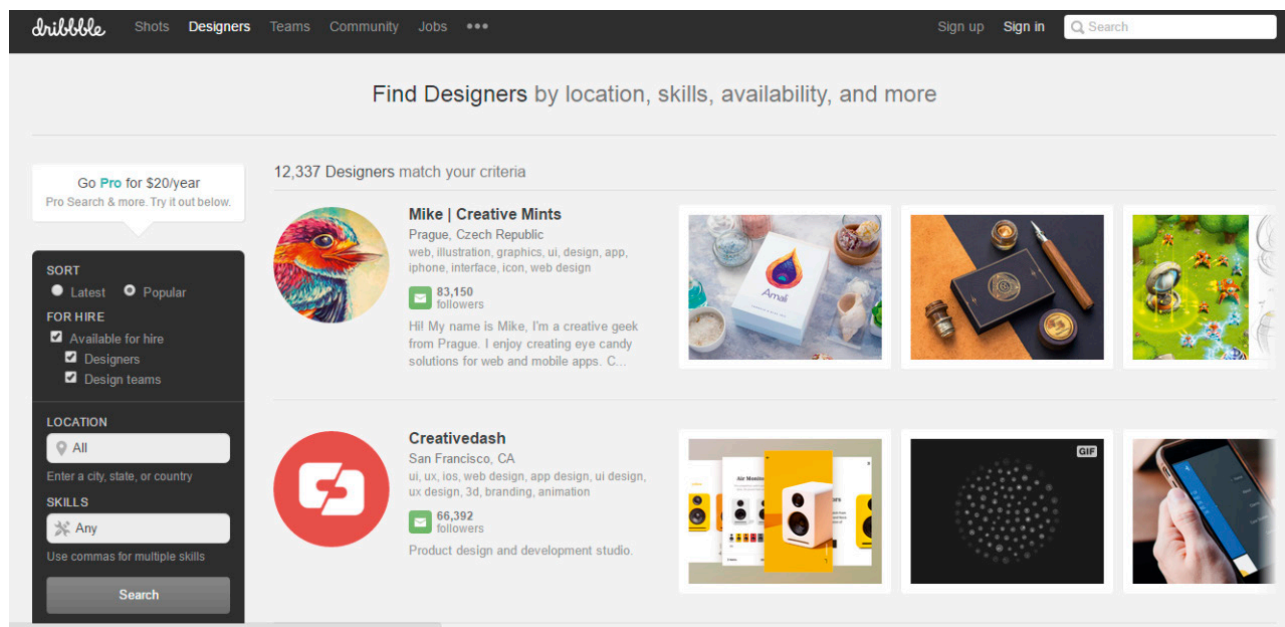 dribbble Shots Designers Teams Community Jobs ••• Sign up Sign in Search
Find Designers by location, skills, availability, and more
Go Pro for $20/year
Pro Search & more. Try it out below.
SORT
Latest Popular
FOR HIRE
Available for hire
Designers
Design teams
LOCATION
All
Enter a city, state, or country
SKILLS
Any
Use commas for multiple skills
Search
12,337 Designers match your criteria
Mike | Creative Mints
Prague, Czech Republic
web, illustration, graphics, ui, design, app,
iphone, interface, icon, web design
83,150
followers
Hi! My name is Mike, I'm a creative geek
from Prague. I enjoy creating eye candy
solutions for web and mobile apps. C...
Amali
Creativedash
San Francisco, CA
ui, ux, ios, web design, app design, ui design,
ux design, 3d, branding, animation
66,392
followers
Product design and development studio.
GIF